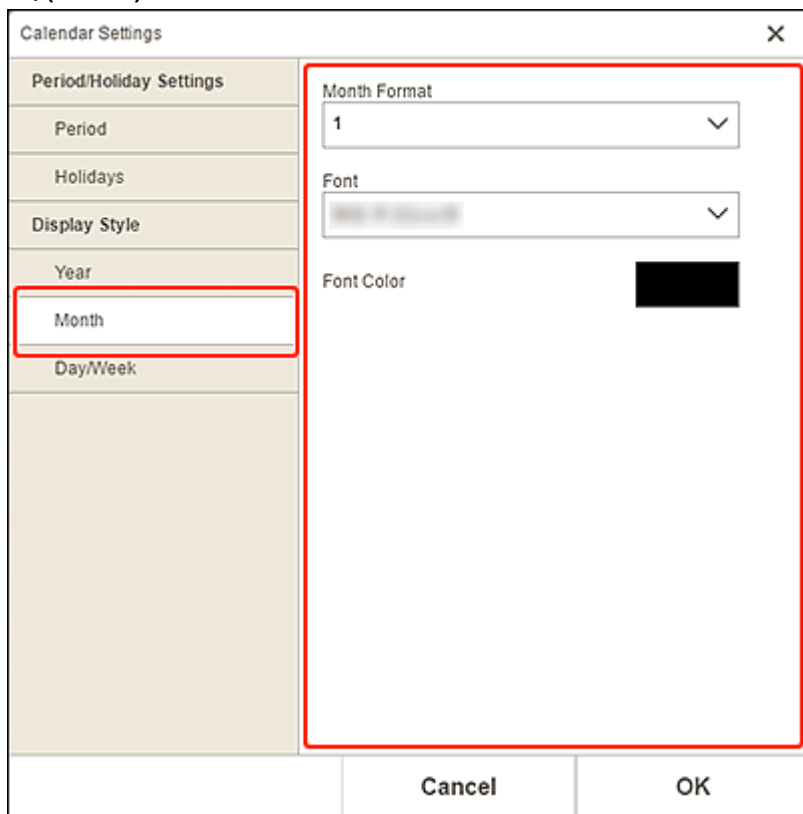 Calendar Settings
Period/Holiday Settings
Period
Holidays
Display Style
Year
Month
Day/Week
Month Format
1
Font
Font Color
Cancel
OK